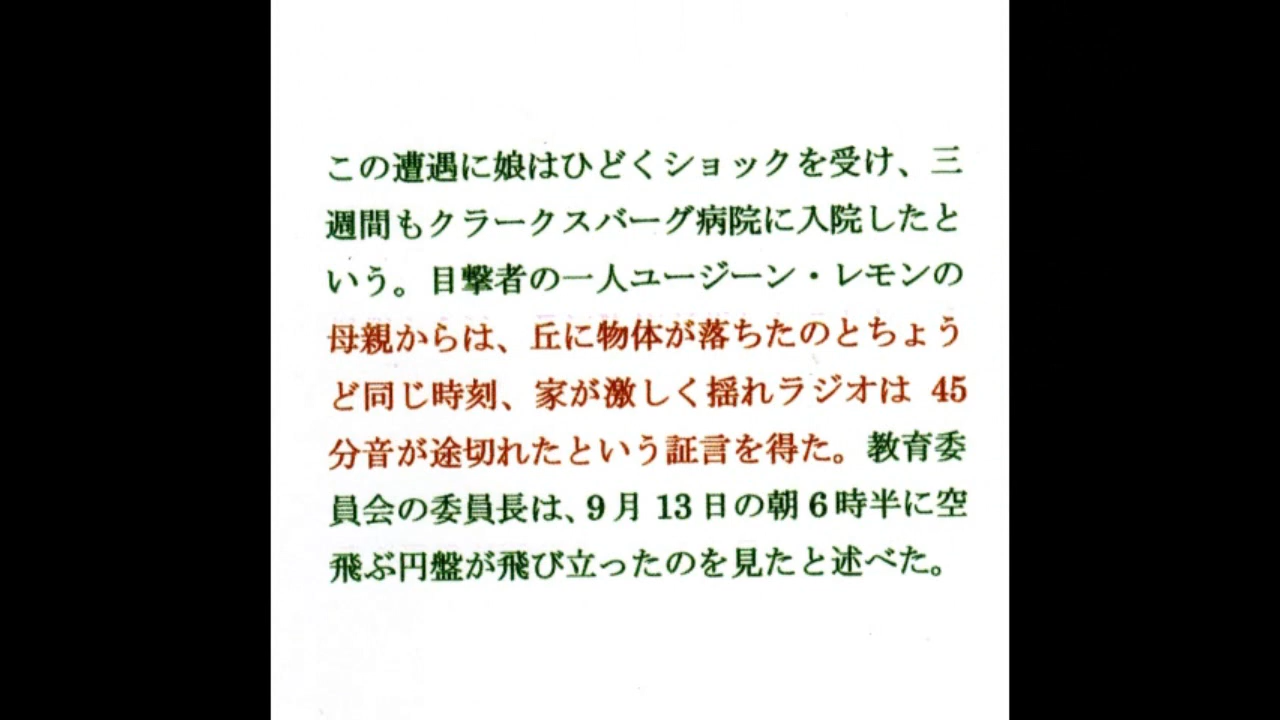 この遭遇に娘はひどくショックを受け、三
週間もクラークスバーグ病院に入院したと
いう。目撃者の一人ユージーン・レモンの
母親からは、丘に物体が落ちたのとちょう
ど同じ時刻、家が激しく揺れラジオは 45
分音が途切れたという証言を得た。教育委
員会の委員長は、9月 13日の朝6時半に空
飛ぶ円盤が飛び立ったのを見たと述べた。